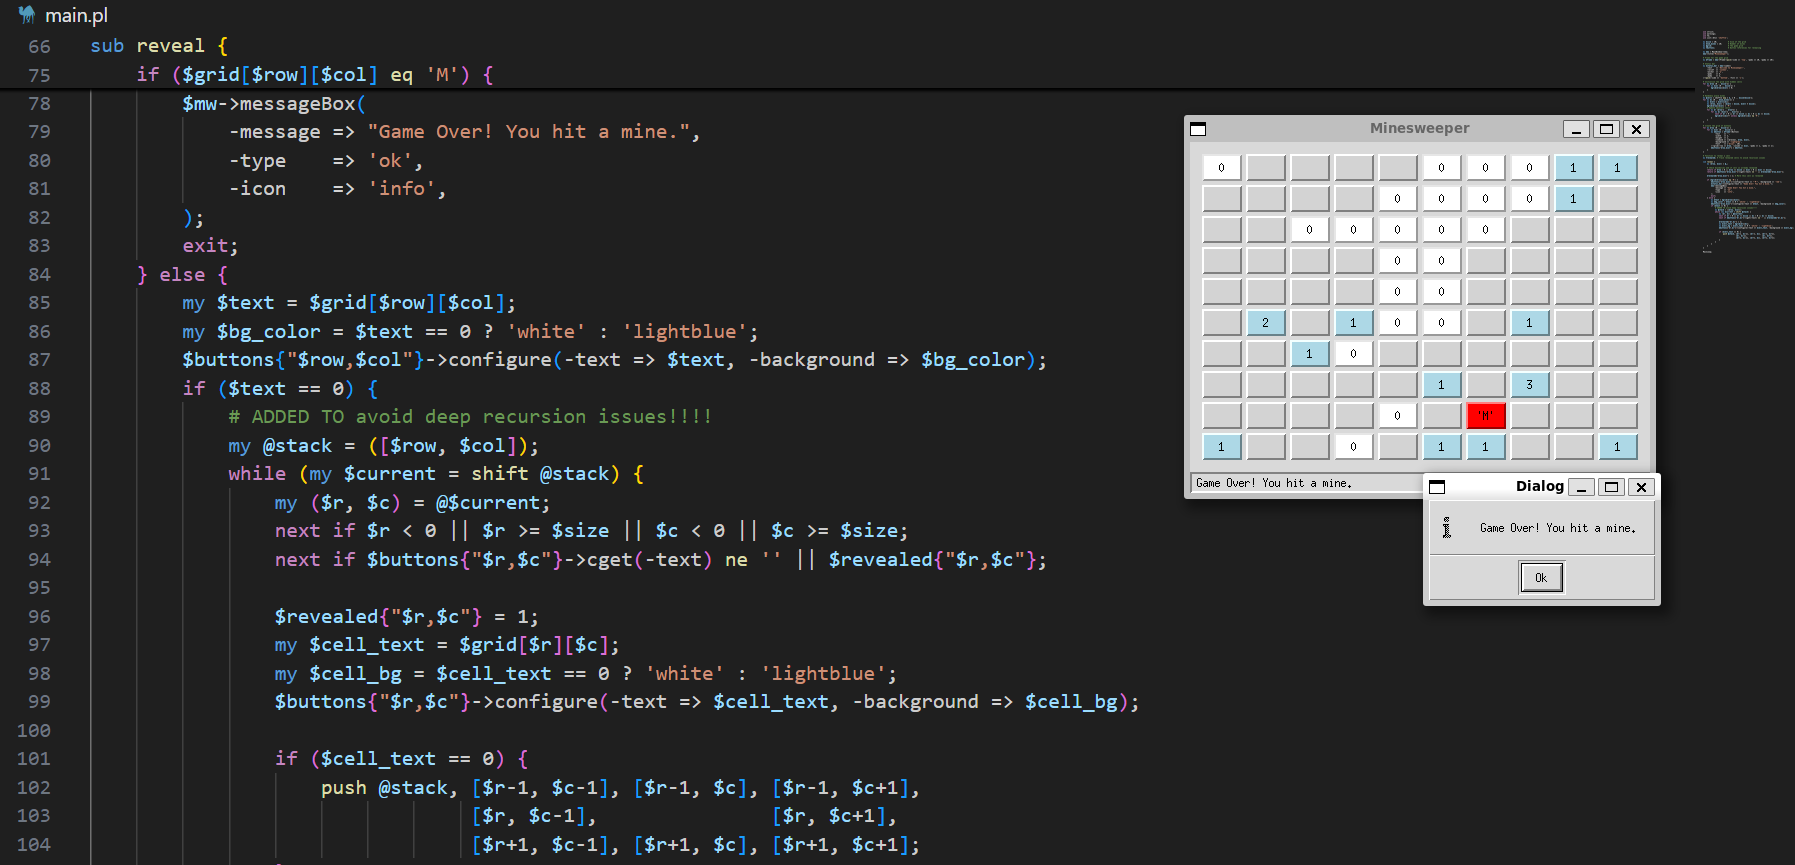 main.pl
66 sub reveal {
75 if ($grid[$row][$col] eq 'M') {
78 $mw->messageBox(
79 -message => "Game Over! You hit a mine.",
80 -type    => 'ok',
81 -icon    => 'info',
82 );
83 exit;
84 } else {
85 my $text = $grid[$row][$col];
86 my $bg_color = $text == 0 ? 'white' : 'lightblue';
87 $buttons{"$row,$col"}->configure(-text => $text, -background => $bg_color);
88 if ($text == 0) {
89 # ADDED TO avoid deep recursion issues!!!!
90 my @stack = ([$row, $col]);
91 while (my $current = shift @stack) {
92 my ($r, $c) = @$current;
93 next if $r < 0 || $r >= $size || $c < 0 || $c >= $size;
94 next if $buttons{"$r,$c"}->cget(-text) ne '' || $revealed{"$r,$c"};
95
96 $revealed{"$r,$c"} = 1;
97 my $cell_text = $grid[$r][$c];
98 my $cell_bg = $cell_text == 0 ? 'white' : 'lightblue';
99 $buttons{"$r,$c"}->configure(-text => $cell_text, -background => $cell_bg);
100
101 if ($cell_text == 0) {
102 push @stack, [$r-1, $c-1], [$r-1, $c], [$r-1, $c+1],
103 [$r, $c-1], [$r, $c+1],
104 [$r+1, $c-1], [$r+1, $c], [$r+1, $c+1];
Minesweeper
0 0 0 0 1 1
0 0 0 0 1
0 0 0 0 0
0 0
0 0
2 1 0 0 1
1 0
1 3
0 'M'
1 0 1 1 1
Game Over! You hit a mine.
Dialog
Game Over! You hit a mine.
Ok